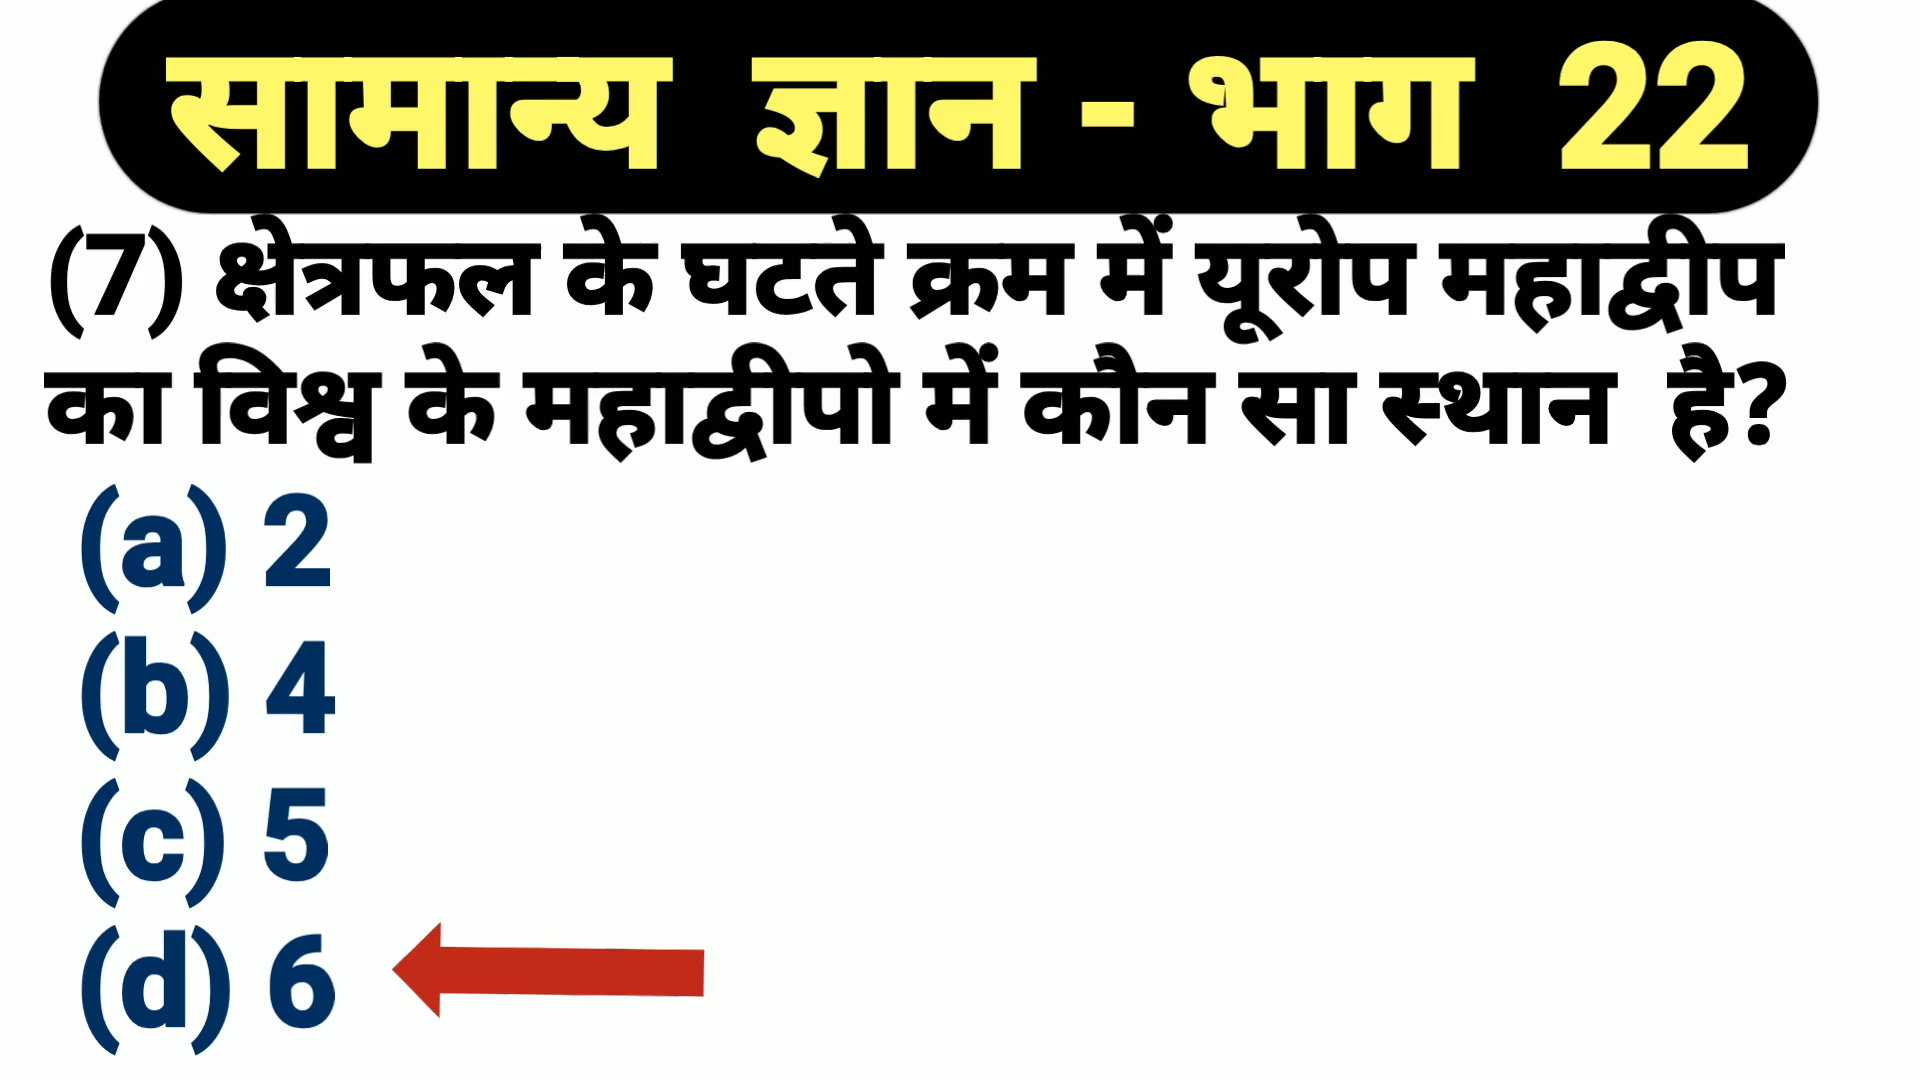 सामान्य ज्ञान - भाग 22
(7) क्षेत्रफल के घटते क्रम में यूरोप महाद्वीप
का विश्व के महाद्वीपो में कौन सा स्थान है?
(a) 2
(b) 4
(c) 5
(d) 6